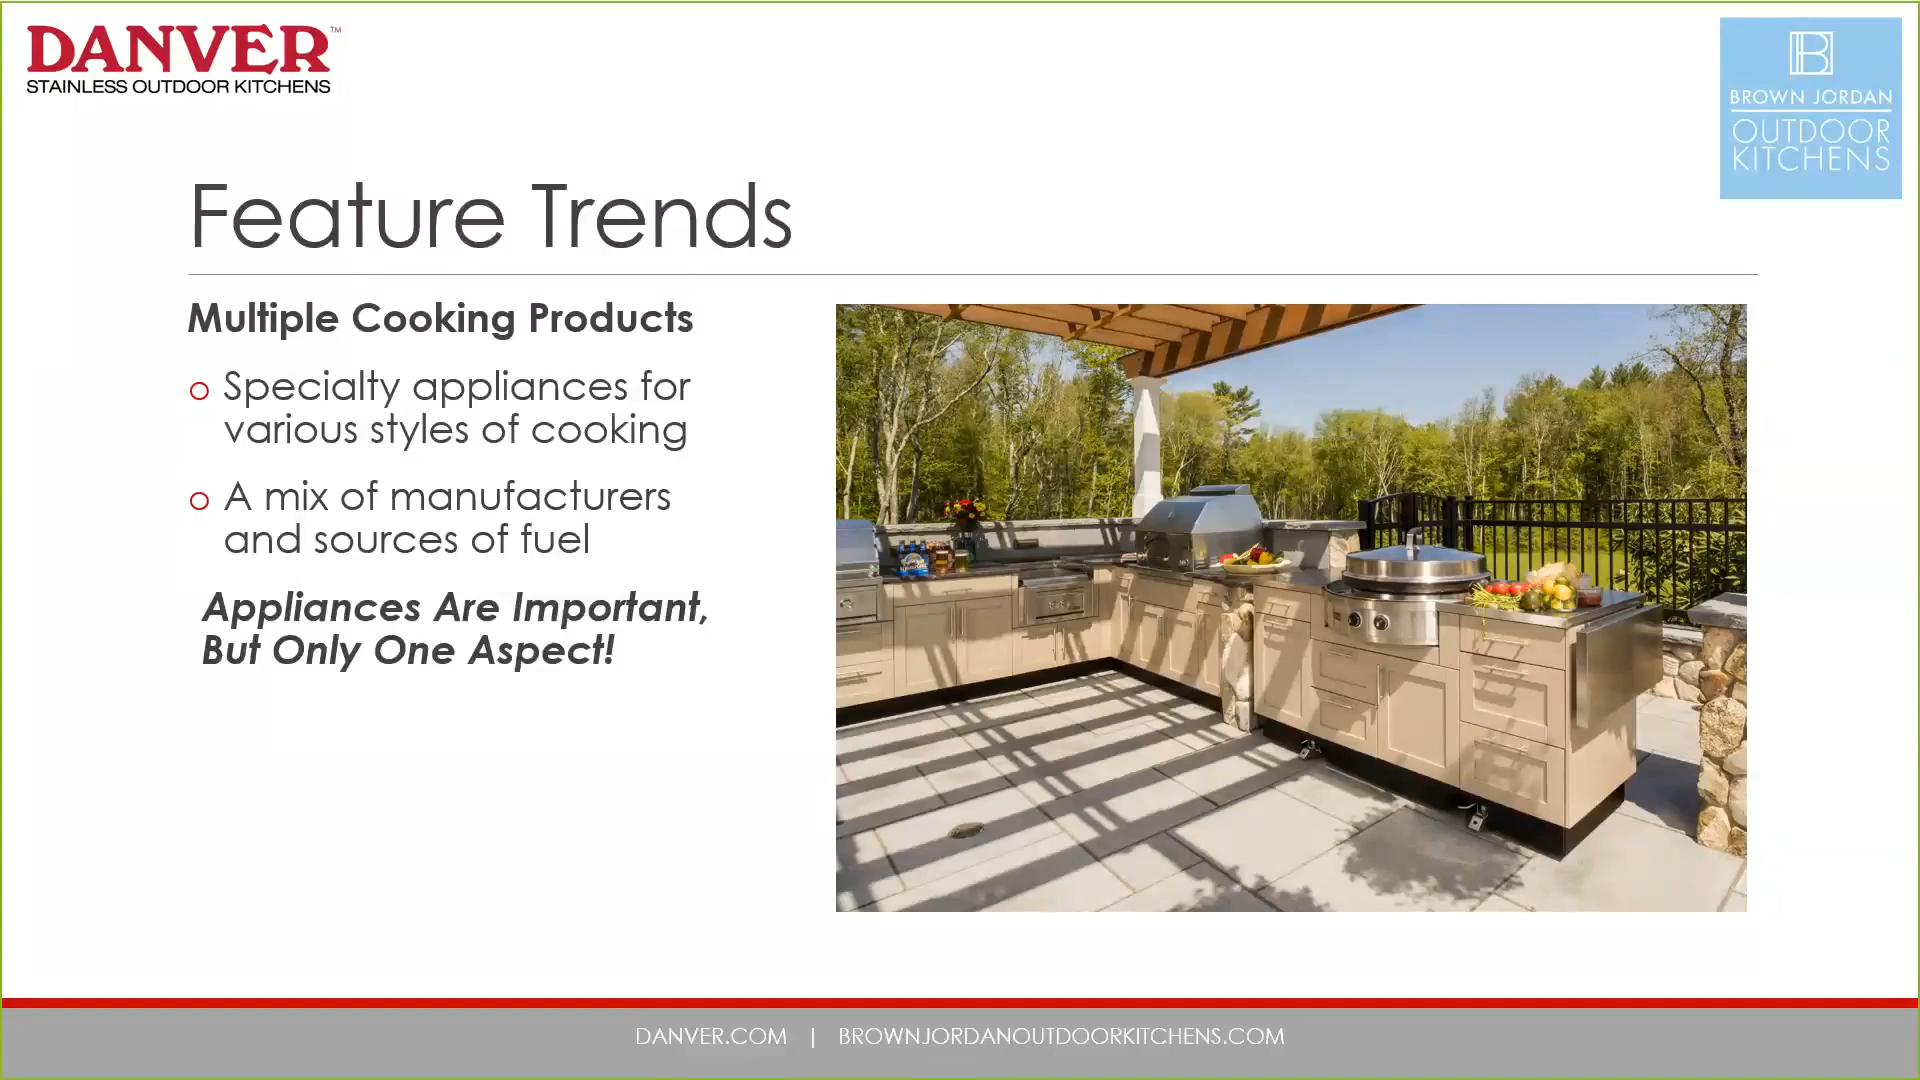 DANVER™
STAINLESS OUTDOOR KITCHENS
B
BROWN JORDAN
OUTDOOR
KITCHENS
Feature Trends
Multiple Cooking Products
o Specialty appliances for
various styles of cooking
o A mix of manufacturers
and sources of fuel
Appliances Are Important,
But Only One Aspect!
DANVER.COM | BROWNJORDANOUTDOORKITCHENS.COM